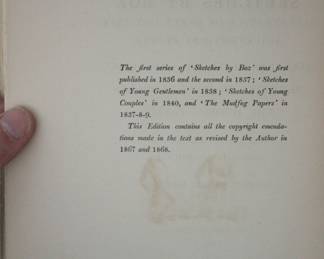 The first series of 'Sketches by Boz' was first
published in 1836 and the second in 1837; 'Sketches
of Young Gentlemen' in 1838; 'Sketches of Young
Couples' in 1840, and 'The Mudfog Papers' in
1837-8-9.
This Edition contains all the copyright emenda-
tions made in the text as revised by the Author in
1867 and 1868.